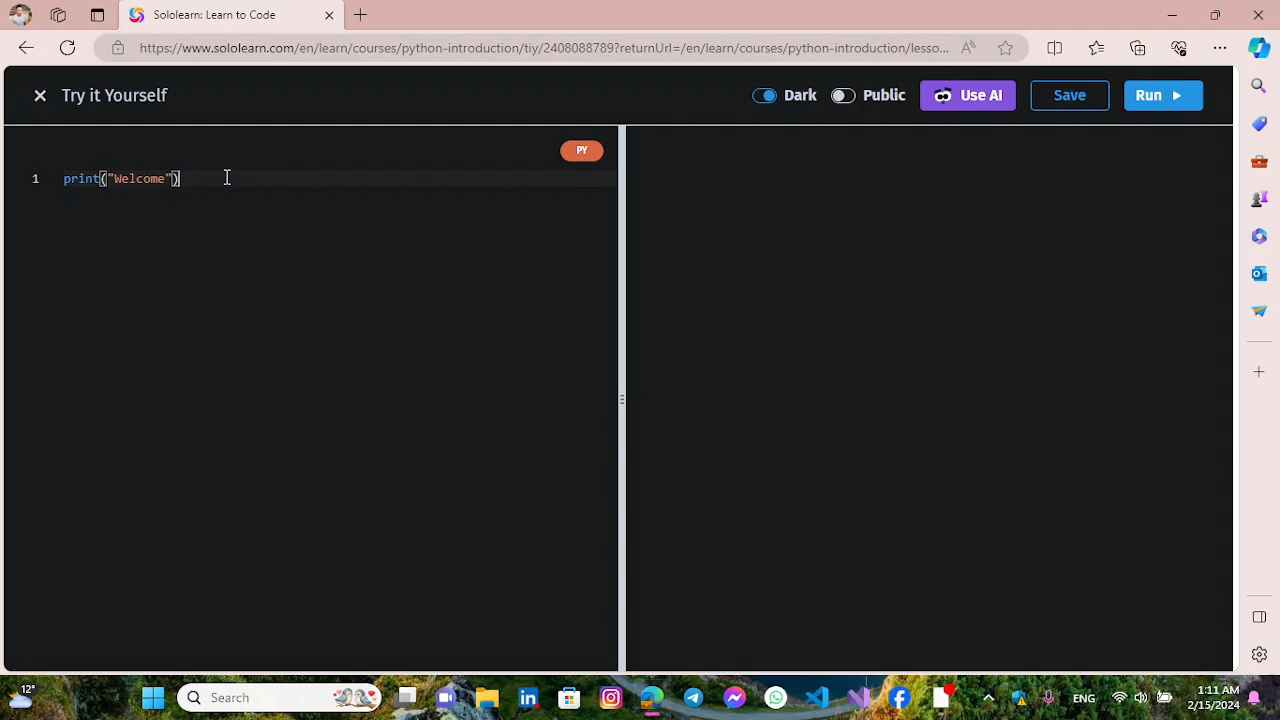 Sololearn: Learn to Code
https://www.sololearn.com/en/learn/courses/python-introduction/tiy/2408088789?returnUrl=/en/learn/courses/python-introduction/lesso...
Try it Yourself
Dark
Public
Use AI
Save
Run
PY
1
print("Welcome")
12°
Search
ENG
1:11 AM
2/15/2024